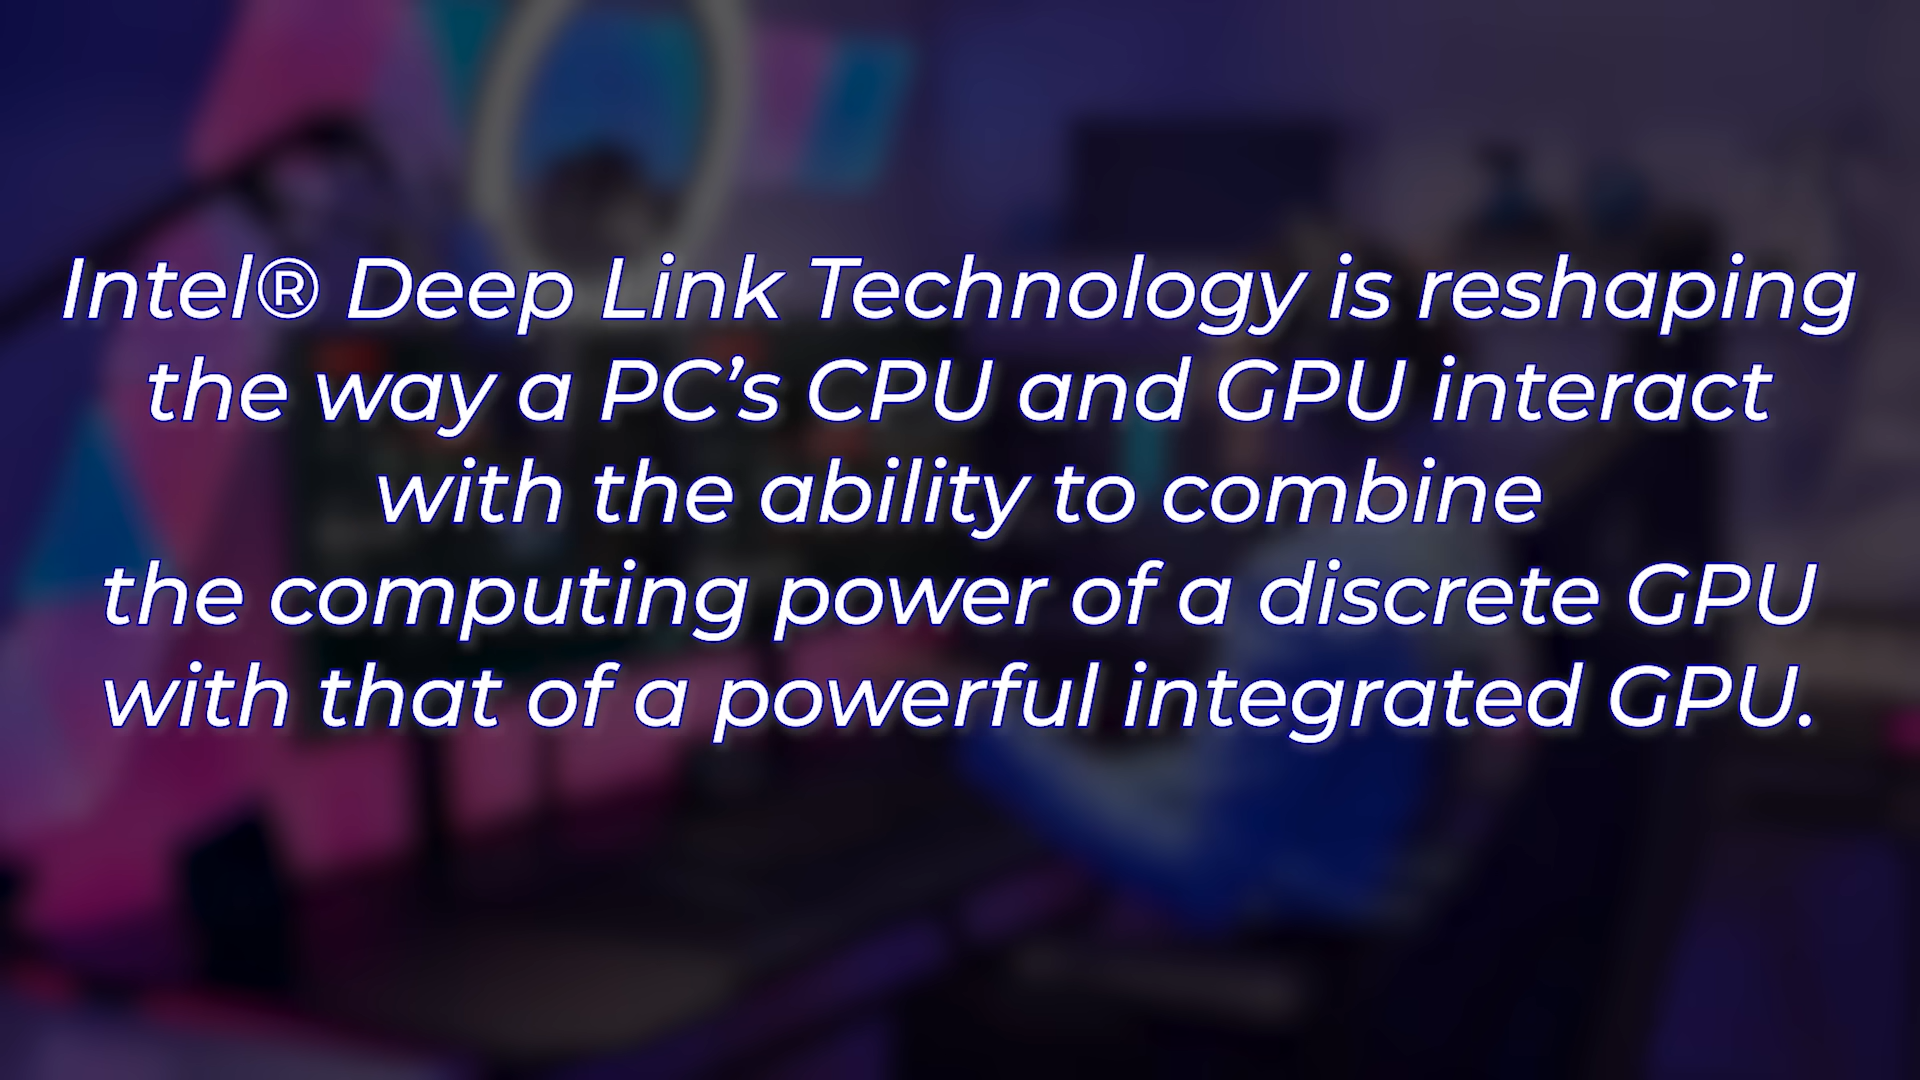 Intel® Deep Link Technology is reshaping
the way a PC’s CPU and GPU interact
with the ability to combine
the computing power of a discrete GPU
with that of a powerful integrated GPU.